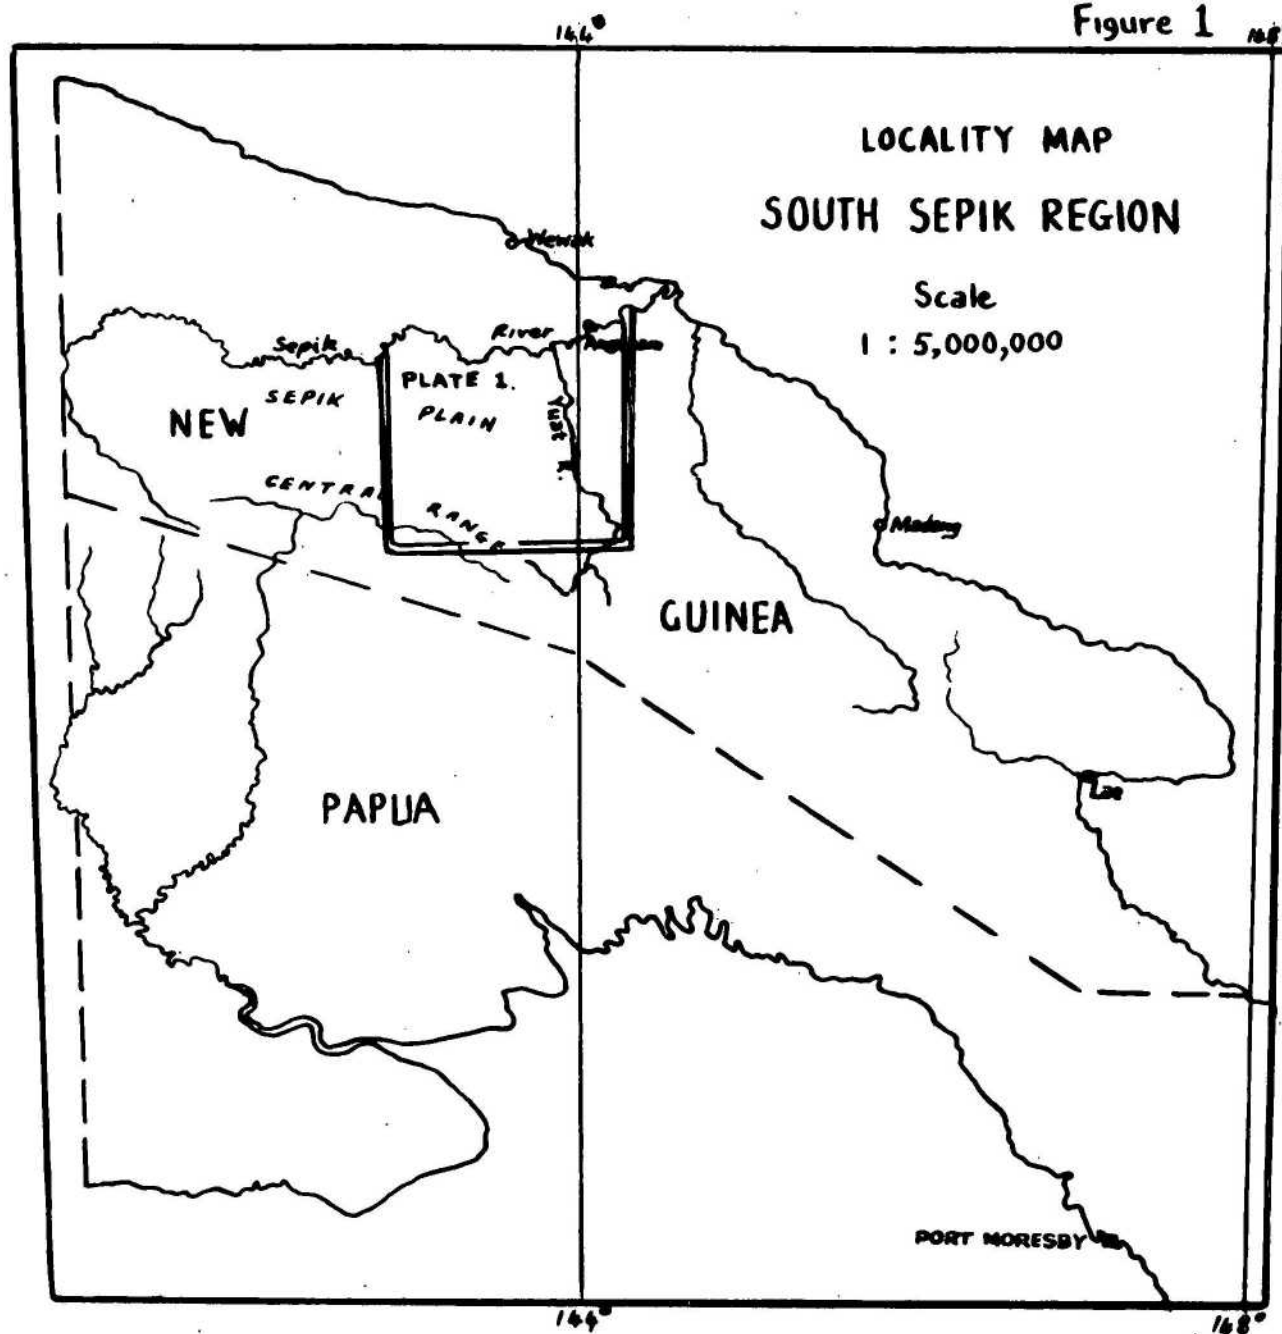 Figure 1
144°
LOCALITY MAP
SOUTH SEPIK REGION
Scale
1 : 5,000,000
Wewak
Sepik River
PLATE 1.
SEPIK PLAIN
NEW
Yuat R.
CENTRAL RANGE
Madang
GUINEA
PAPUA
Lae
PORT MORESBY
144°
148°